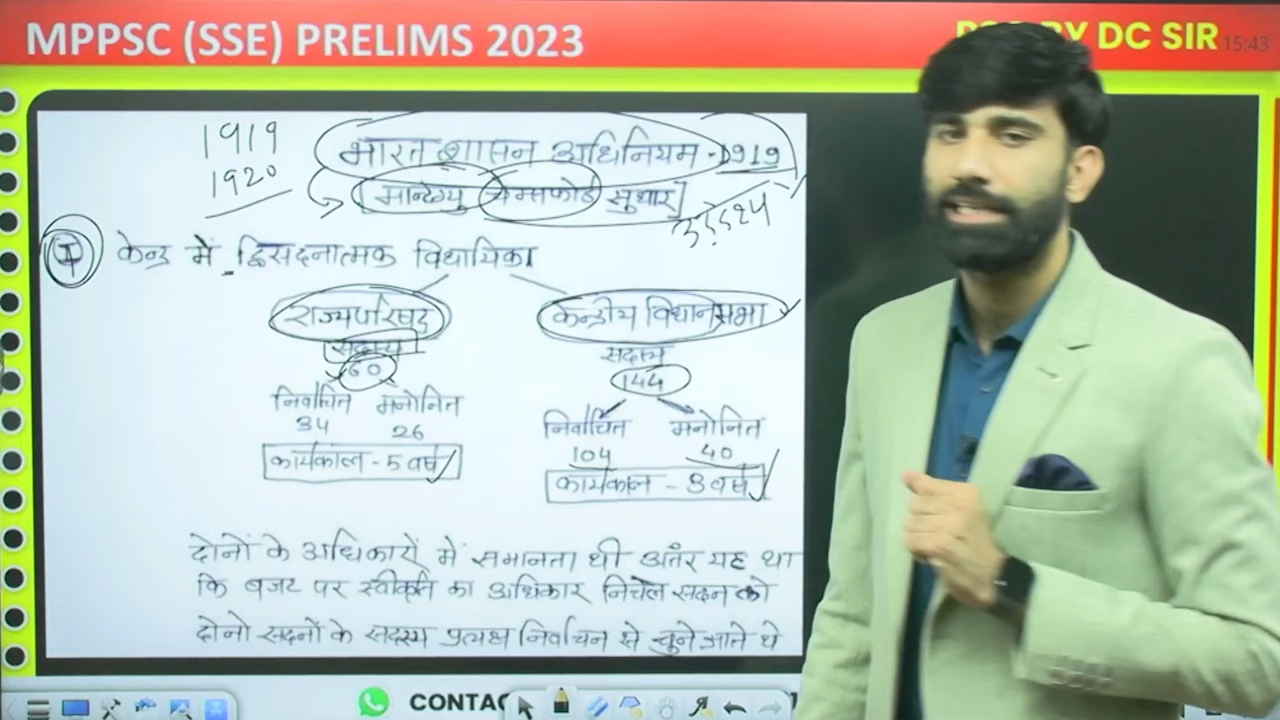 MPPSC (SSE) PRELIMS 2023
BY DC SIR
15:43
1919
1920
भारत शासन अधिनियम - 1919
[मान्टेग्यु चेम्सफोर्ड सुधार]
I केन्द्र में द्विसदनात्मक विधायिका
राज्यपरिषद केन्द्रीय विधानसभा
सदस्य सदस्य
60 144
निर्वाचित मनोनित निर्वाचित मनोनित
34 26 104 40
कार्यकाल - 5 वर्ष कार्यकाल - 3 वर्ष
दोनों के अधिकारों में समानता थी अंतर यह था
कि बजट पर स्वीकृति का अधिकार निचले सदन को
दोनो सदनों के सदस्य प्रत्यक्ष निर्वाचन से चुने जाते थे